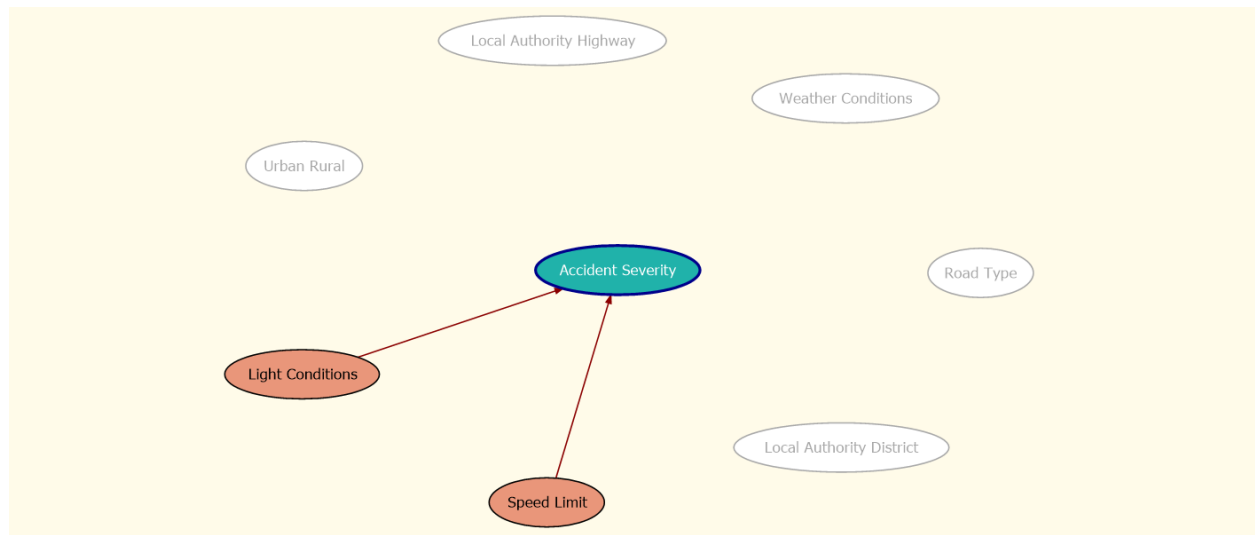 Local Authority Highway
Weather Conditions
Urban Rural
Accident Severity
Road Type
Light Conditions
Local Authority District
Speed Limit